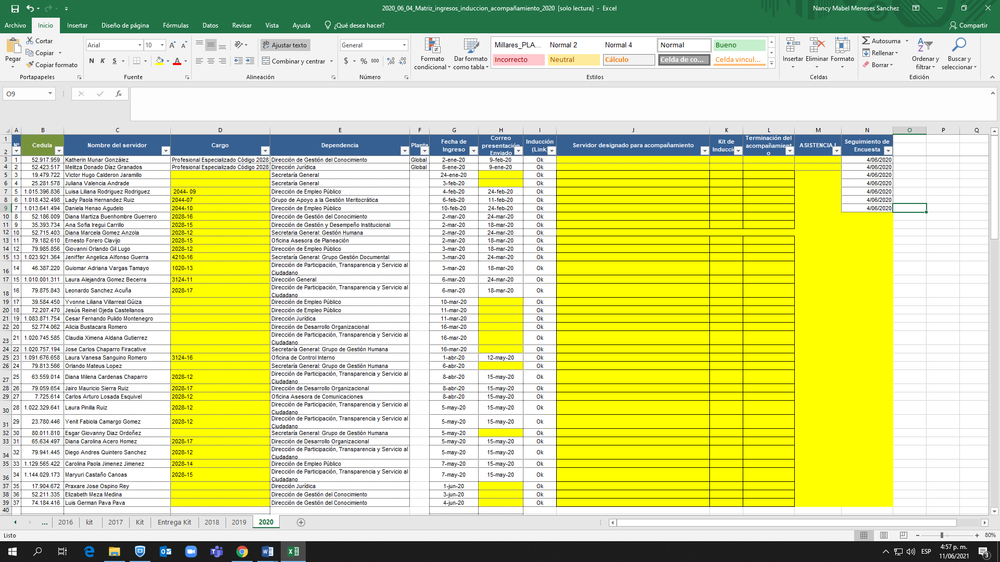 2020_06_04_Matriz_ingresos_induccion_acompañamiento_2020 [solo lectura] - Excel
Nancy Mabel Meneses Sanchez
Archivo Inicio Insertar Diseño de página Fórmulas Datos Revisar Vista Ayuda ¿Qué desea hacer? Compartir
Pegar Cortar Copiar Copiar formato Portapapeles
Arial 10 N K S Fuente
Ajustar texto Combinar y centrar Alineación
General $ % 000 Número
Formato condicional Dar formato como tabla
Millares_PLA... Normal 2 Normal 4 Normal Bueno
Incorrecto Neutral Cálculo Celda de co... Celda vincul...
Estilos
Insertar Eliminar Formato Celdas
Autosuma Rellenar Borrar Ordenar y filtrar Buscar y seleccionar Edición
O9 fx
A B C D E F G H I J K L M N O P Q
1 2 Nº Cedula Nombre del servidor Cargo Dependencia Planta Fecha de Ingreso Correo presentación Enviado Inducción (Link) Servidor designado para acompañamiento Kit de Inducci Terminación del acompañamient o ASISTENCIA I Seguimiento de Encuesta
3 1 52.917.959 Katherin Munar González Profesional Especializado Código 2028 Dirección de Gestión del Conocimiento Global 2-ene-20 9-feb-20 Ok 4/06/2020
4 2 52.423.517 Melitza Donado Díaz Granados Profesional Especializado Código 2028 Dirección Jurídica Global 8-ene-20 9-ene-20 Ok 4/06/2020
5 3 19.479.722 Victor Hugo Calderon Jaramillo Secretaría General 24-ene-20 Ok 4/06/2020
6 4 25.281.578 Juliana Valencia Andrade Secretaría General 3-feb-20 Ok 4/06/2020
7 5 1.015.396.836 Luisa Liliana Rodriguez Rodriguez 2044- 09 Dirección de Empleo Público 4-feb-20 24-feb-20 Ok 4/06/2020
8 6 1.018.432.498 Lady Paola Hernandez Ruiz 2044-07 Grupo de Apoyo a la Gestión Meritocrática 6-feb-20 11-feb-20 Ok 4/06/2020
9 7 1.013.641.494 Daniela Henao Agudelo 2044-10 Dirección de Empleo Público 10-feb-20 24-feb-20 Ok 4/06/2020
10 8 52.186.009 Diana Martiza Buenhombre Guerrero 2028-16 Dirección de Gestión del Conocimiento 2-mar-20 24-mar-20 Ok
11 9 35.393.734 Ana Sofia Iregui Carrillo 2028-15 Dirección de Gestión y Desempeño Institucional 2-mar-20 18-mar-20 Ok
12 10 52.715.403 Diana Marcela Gomez Anzola 2028-12 Secretaria General: Gestión Humana 2-mar-20 24-mar-20 Ok
13 11 79.182.610 Ernesto Forero Clavijo 2028-15 Oficina Asesora de Planeación 2-mar-20 18-mar-20 Ok
14 12 79.985.856 Giovanni Orlando Gil Lugo 2028-12 Dirección de Empleo Público 3-mar-20 18-mar-20 Ok
15 13 1.023.921.364 Jeniffer Angelica Alfonso Guerra 4210-16 Secretaría General: Grupo Gestión Documental 3-mar-20 24-mar-20 Ok
16 14 46.387.220 Guiomar Adriana Vargas Tamayo 1020-13 Dirección de Participación, Transparencia y Servicio al Ciudadano 3-mar-20 18-mar-20 Ok
17 15 1.010.001.311 Laura Alejandra Gomez Becerra 3124-11 Dirección General 6-mar-20 24-mar-20 Ok
18 16 79.875.843 Leonardo Sanchez Acuña 2028-17 Dirección de Participación, Transparencia y Servicio al Ciudadano 6-mar-20 18-mar-20 Ok
19 17 39.584.450 Yvonne Liliana Villarreal Gúiza Dirección de Empleo Público 10-mar-20 Ok
20 18 72.207.470 Jesús Reinel Ojeda Castellanos Dirección de Empleo Público 11-mar-20 Ok
21 19 1.083.871.754 Cesar Fernando Pulido Montenegro Dirección Jurídica 11-mar-20 Ok
22 20 52.774.062 Alicia Bustacara Romero Dirección de Desarrollo Organizacional 16-mar-20 Ok
23 21 1.020.745.585 Claudia Ximena Aldana Gutierrez Dirección de Participación, Transparencia y Servicio al Ciudadano 16-mar-20 Ok
24 22 1.020.757.194 Jose Carlos Chaparro Firacative Secretaría General: Grupo de Gestión Humana 16-mar-20 Ok
25 23 1.091.676.658 Laura Vanesa Sanguino Romero 3124-16 Oficina de Control Interno 1-abr-20 12-may-20 Ok
26 24 79.813.566 Orlando Mateus Lopez Secretaria General: Grupo de Gestión Humana 6-abr-20 Ok
27 25 63.559.014 Diana Milena Cardenas Chaparro 2028-12 Dirección de Participación, Transparencia y Servicio al Ciudadano 8-abr-20 15-may-20 Ok
28 26 79.059.654 Jairo Mauricio Sierra Ruiz 2028-17 Dirección de Desarrollo Organizacional 8-abr-20 15-may-20 Ok
29 27 7.725.614 Carlos Arturo Losada Esquivel 2028-12 Oficina Asesora de Comunicaciones 8-abr-20 15-may-20 Ok
30 28 1.022.329.641 Laura Pinilla Ruiz 2028-12 Dirección de Participación, Transparencia y Servicio al Ciudadano 5-may-20 15-may-20 Ok
31 29 23.780.446 Yenit Fabiola Camargo Gomez 2028-12 Dirección de Participación, Transparencia y Servicio al Ciudadano 5-may-20 15-may-20 Ok
32 30 80.011.810 Esgar Giovanny Diaz Ordoñez Secretaría General: Grupo de Gestión Humana 5-may-20 Ok
33 31 65.634.497 Diana Carolina Acero Homez 2028-17 Dirección de Desarrollo Organizacional 5-may-20 15-may-20 Ok
34 32 79.941.445 Diego Andres Quintero Sanchez 2028-12 Dirección de Participación, Transparencia y Servicio al Ciudadano 5-may-20 15-may-20 Ok
35 33 1.129.565.422 Carolina Paola Jimenez Jimenez 2028-14 Dirección de Empleo Público 7-may-20 15-may-20 Ok
36 34 1.144.029.173 Maryuri Castaño Canoas 2028-15 Dirección de Participación, Transparencia y Servicio al Ciudadano 7-may-20 15-may-20 Ok
37 35 17.904.672 Praxare Jose Ospino Rey Dirección Jurídica 1-jun-20 Ok
38 36 52.211.335 Elizabeth Meza Medina Dirección de Gestión del Conocimiento 3-jun-20 Ok
39 37 74.184.416 Luis German Pava Pava Dirección de Gestión del Conocimiento 4-jun-20 Ok
40
... 2016 kit 2017 Kit Entrega Kit 2018 2019 2020
Listo 80%
ESP 4:57 p. m. 11/06/2021 3